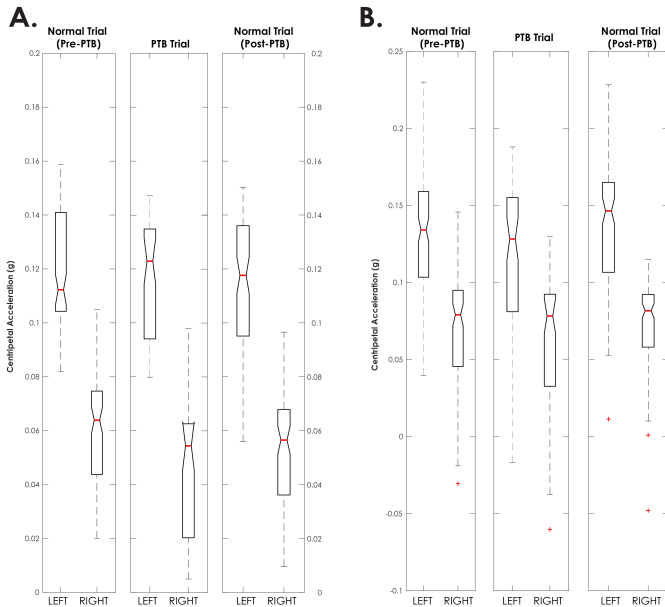 A.
Normal Trial
(Pre-PTB)
PTB Trial
Normal Trial
(Post-PTB)
Centripetal Acceleration (g)
0.2
0.18
0.16
0.14
0.12
0.1
0.08
0.06
0.04
0.02
0
0.2
0.18
0.16
0.14
0.12
0.1
0.08
0.06
0.04
0.02
0
LEFT RIGHT LEFT RIGHT LEFT RIGHT
B.
Normal Trial
(Pre-PTB)
PTB Trial
Normal Trial
(Post-PTB)
Centripetal Acceleration (g)
0.25
0.2
0.15
0.1
0.05
0
-0.05
-0.1
LEFT RIGHT LEFT RIGHT LEFT RIGHT